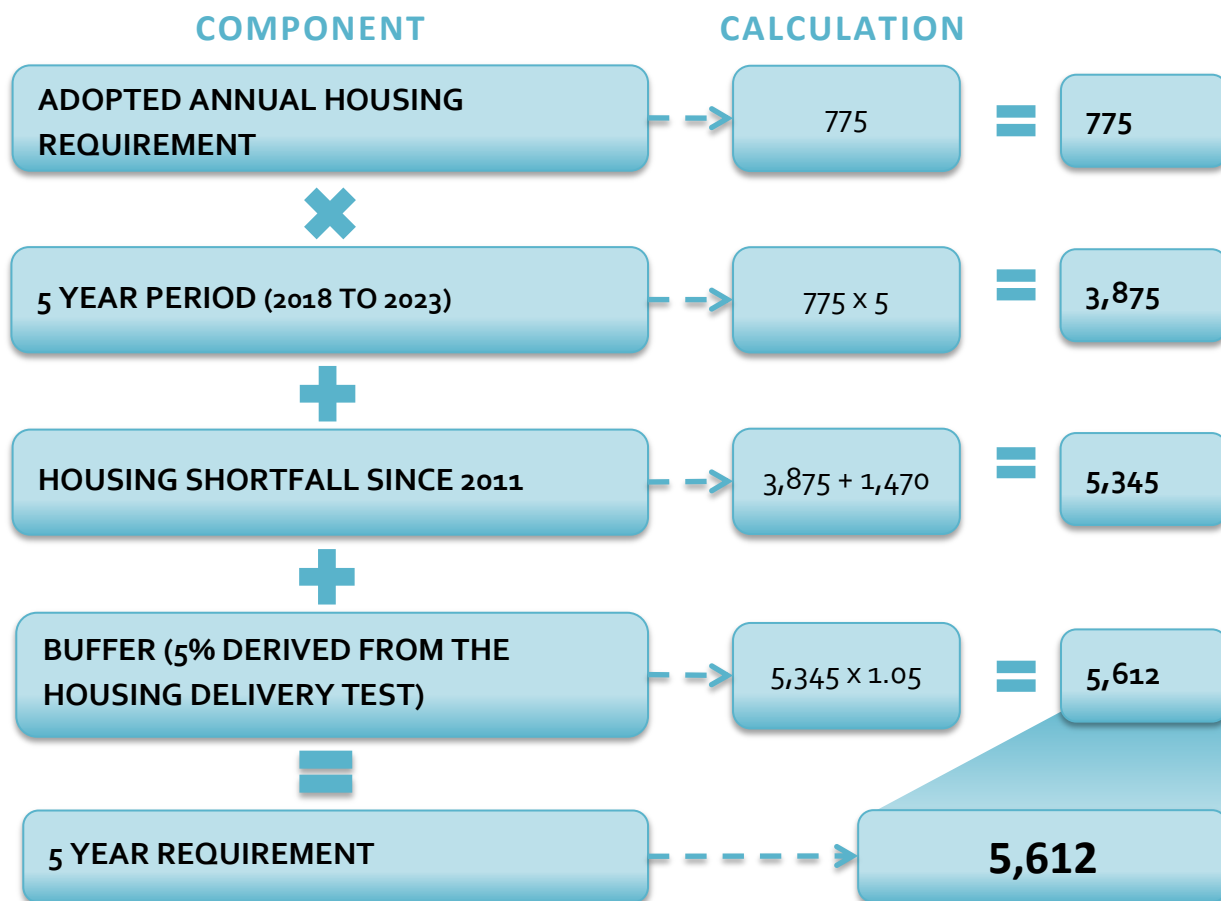 COMPONENT
CALCULATION
ADOPTED ANNUAL HOUSING
REQUIREMENT
775
=
775
×
5 YEAR PERIOD (2018 TO 2023)
775 x 5
=
3,875
+
HOUSING SHORTFALL SINCE 2011
3,875 + 1,470
=
5,345
+
BUFFER (5% DERIVED FROM THE
HOUSING DELIVERY TEST)
5,345 x 1.05
=
5,612
=
5 YEAR REQUIREMENT
5,612